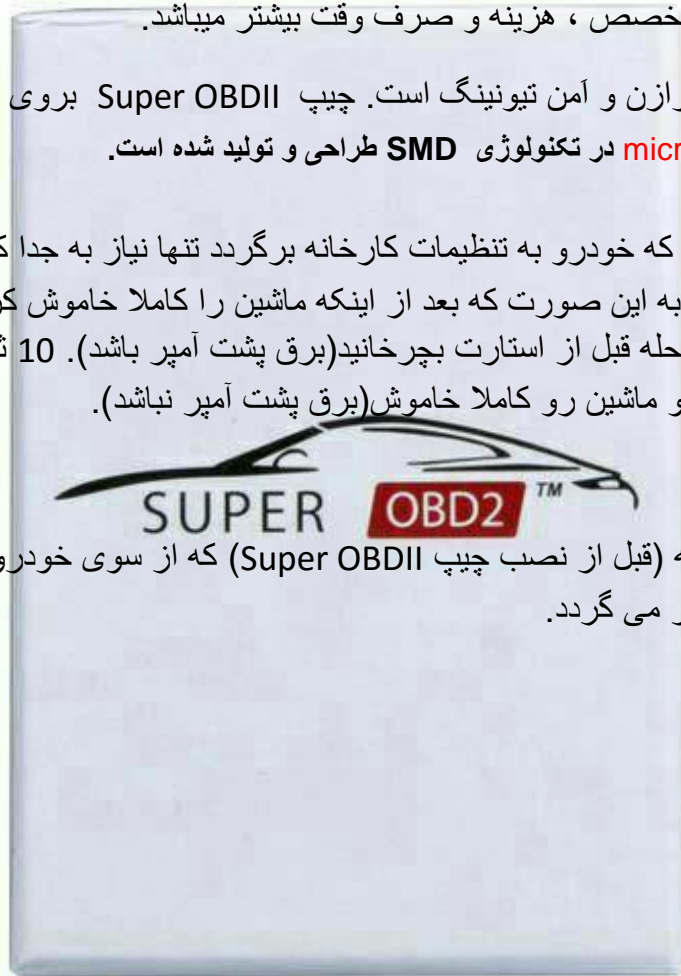 تخصص ، هزینه و صرف وقت بیشتر میباشد.
رازن و اَمن تیونینگ است. چیپ Super OBDII بروی
micr در تکنولوژی SMD طراحی و تولید شده است.
که خودرو به تنظیمات کارخانه برگردد تنها نیاز به جدا ک
به این صورت که بعد از اینکه ماشین را کاملا خاموش کر
حله قبل از استارت بچرخانید(برق پشت آمپر باشد). 10 ث
و ماشین رو کاملا خاموش(برق پشت آمپر نباشد).
SUPER OBD2 TM
ه (قبل از نصب چیپ Super OBDII) که از سوی خودرو
ر می گردد.